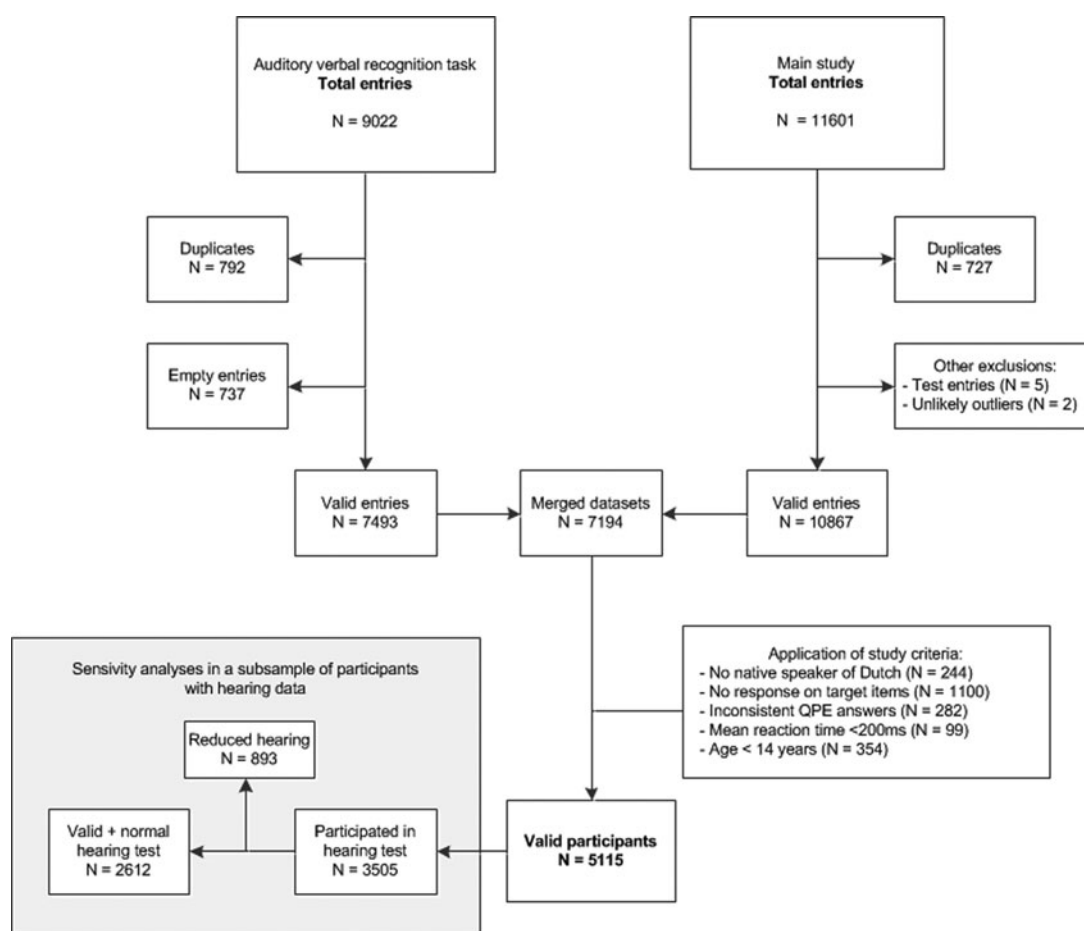 Auditory verbal recognition task
Total entries
N = 9022
Main study
Total entries
N = 11601
Duplicates
N = 792
Duplicates
N = 727
Empty entries
N = 737
Other exclusions:
- Test entries (N = 5)
- Unlikely outliers (N = 2)
Valid entries
N = 7493
Merged datasets
N = 7194
Valid entries
N = 10867
Sensivity analyses in a subsample of participants
with hearing data
Application of study criteria:
- No native speaker of Dutch (N = 244)
- No response on target items (N = 1100)
- Inconsistent QPE answers (N = 282)
- Mean reaction time <200ms (N = 99)
- Age < 14 years (N = 354)
Reduced hearing
N = 893
Valid + normal
hearing test
N = 2612
Participated in
hearing test
N = 3505
Valid participants
N = 5115